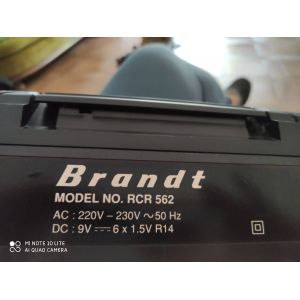 Brandt
MODEL NO. RCR 562
AC : 220V – 230V ～50 Hz
DC : 9V ⎓ 6 x 1.5V R14
MI NOTE 10 LITE
AI QUAD CAMERA